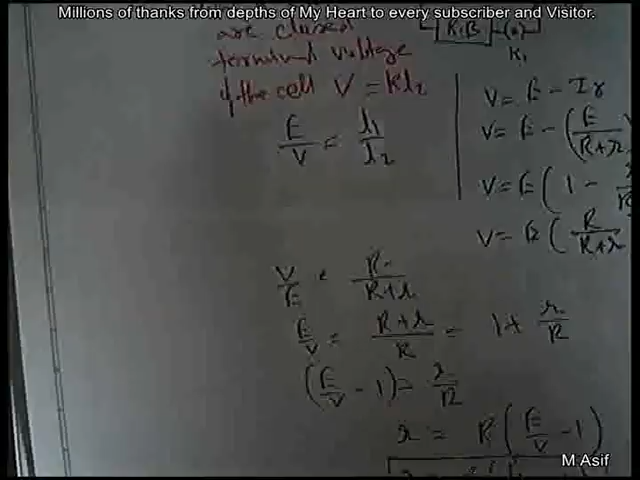 Millions of thanks from depths of My Heart to every subscriber and Visitor.
are closed
terminal voltage
of the cell V = Kl₂
E/V = l₁/l₂
K,B
K₁
V = E - Ir
V = E - (E/R+r
V = E (1 -
V = E (R/R+r
V/E = R/R+r
E/V = R+r/R = 1+ r/R
(E/V - 1) = r/R
r = R (E/V - 1)
M Asif